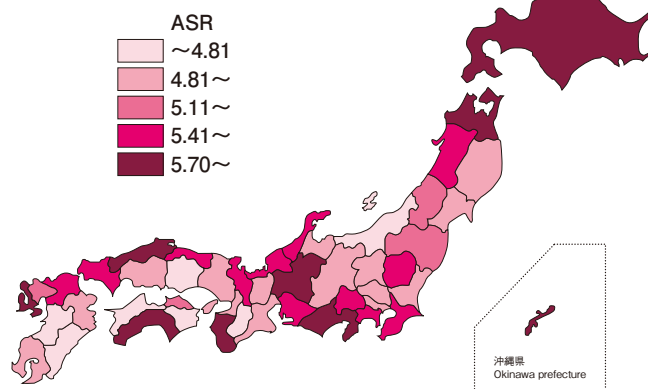 ASR
～4.81
4.81～
5.11～
5.41～
5.70～
沖縄県
Okinawa prefecture